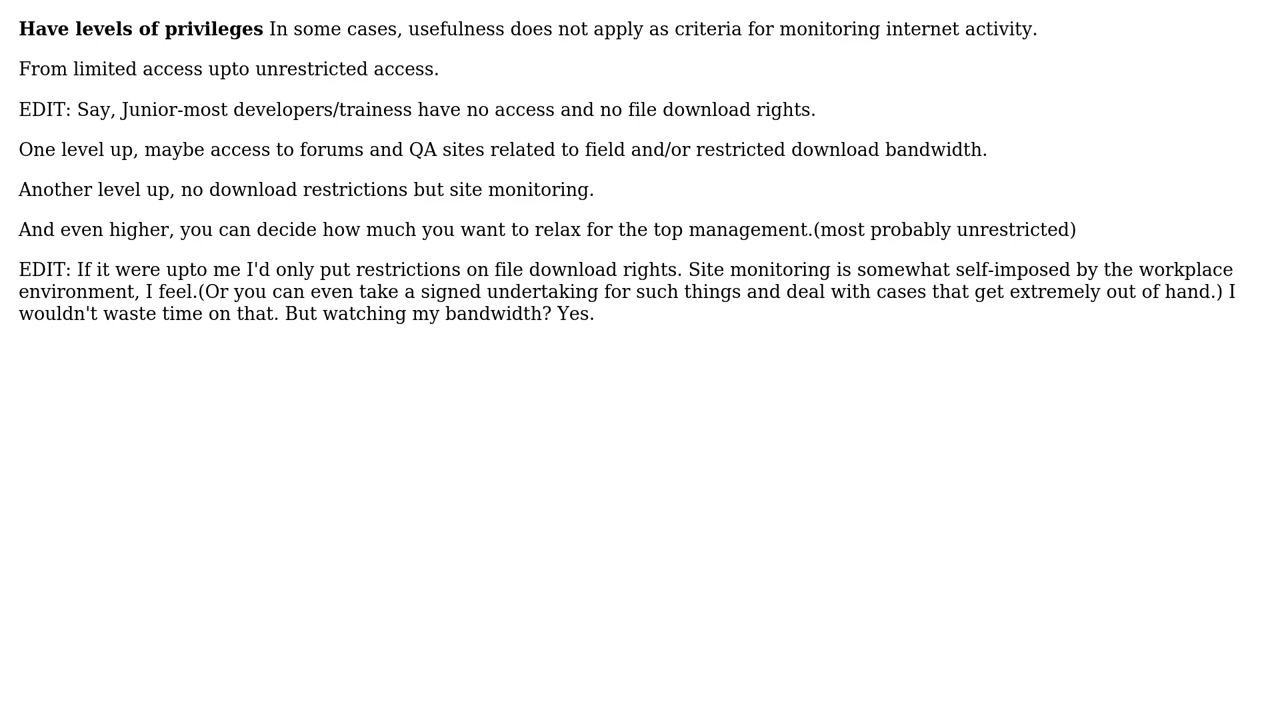 Have levels of privileges In some cases, usefulness does not apply as criteria for monitoring internet activity.
From limited access upto unrestricted access.
EDIT: Say, Junior-most developers/trainess have no access and no file download rights.
One level up, maybe access to forums and QA sites related to field and/or restricted download bandwidth.
Another level up, no download restrictions but site monitoring.
And even higher, you can decide how much you want to relax for the top management.(most probably unrestricted)
EDIT: If it were upto me I'd only put restrictions on file download rights. Site monitoring is somewhat self-imposed by the workplace
environment, I feel.(Or you can even take a signed undertaking for such things and deal with cases that get extremely out of hand.) I
wouldn't waste time on that. But watching my bandwidth? Yes.